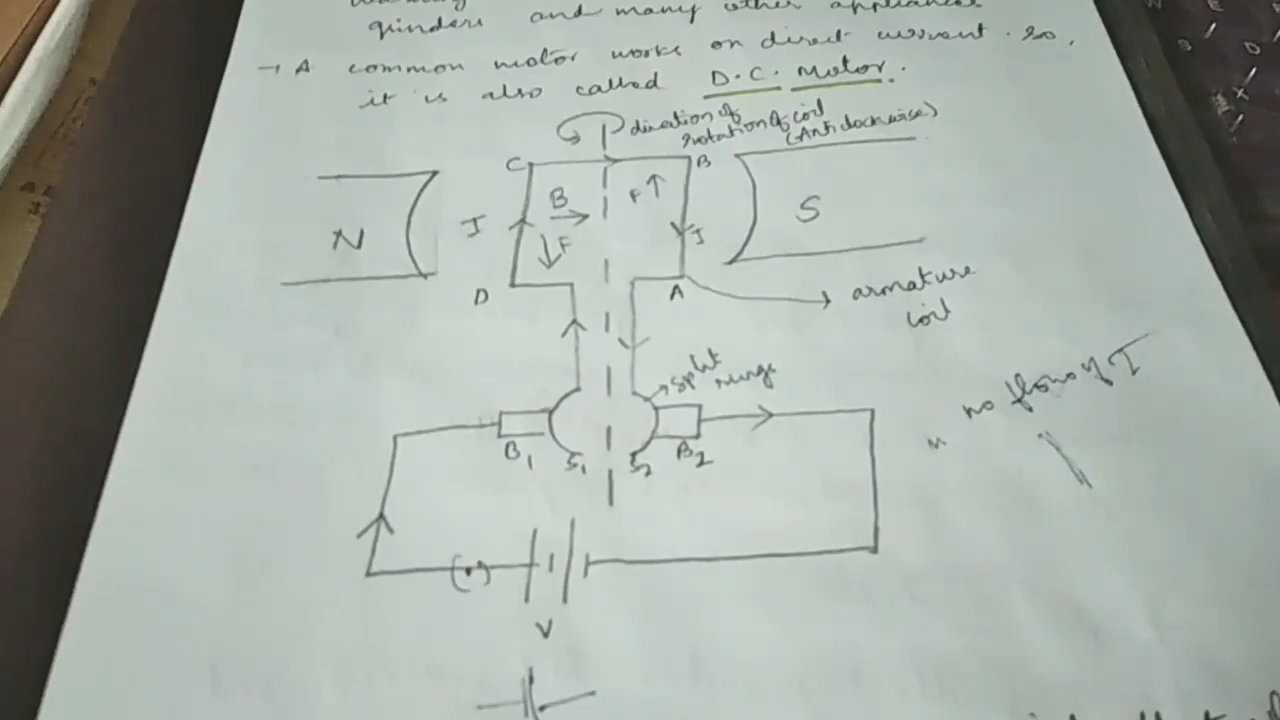 grinders and many other appliances
→ A common motor works on direct current. So,
it is also called D.C. Motor.
direction of
rotation of coil
(Anticlockwise)
C
B
N
I
B
F
F
I
S
D
A
armature
coil
split
rings
no flow of I
B1
S1
S2
B2
(•)
V